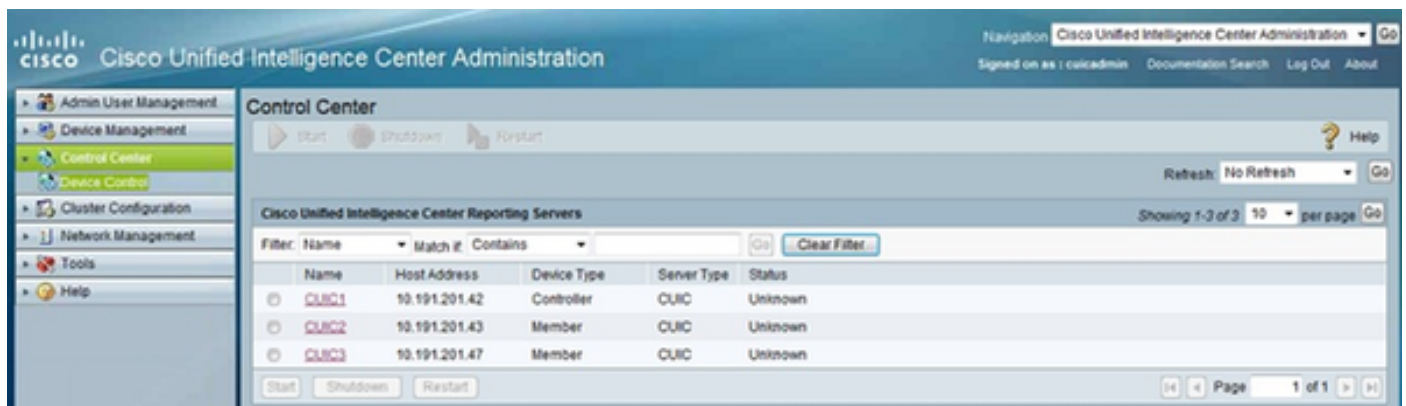 Navigation Cisco Unified Intelligence Center Administration Go
CISCO Cisco Unified Intelligence Center Administration
Signed on as : cuicadmin Documentation Search Log Out About
Admin User Management
Device Management
Control Center
Device Control
Cluster Configuration
Network Management
Tools
Help
Control Center
Start Shutdown Restart
Help
Refresh: No Refresh Go
Cisco Unified Intelligence Center Reporting Servers
Showing 1-3 of 3 10 per page Go
Filter: Name Match if: Contains Go Clear Filter
Name Host Address Device Type Server Type Status
CUIC1 10.191.201.42 Controller CUIC Unknown
CUIC2 10.191.201.43 Member CUIC Unknown
CUIC3 10.191.201.47 Member CUIC Unknown
Start Shutdown Restart
Page 1 of 1